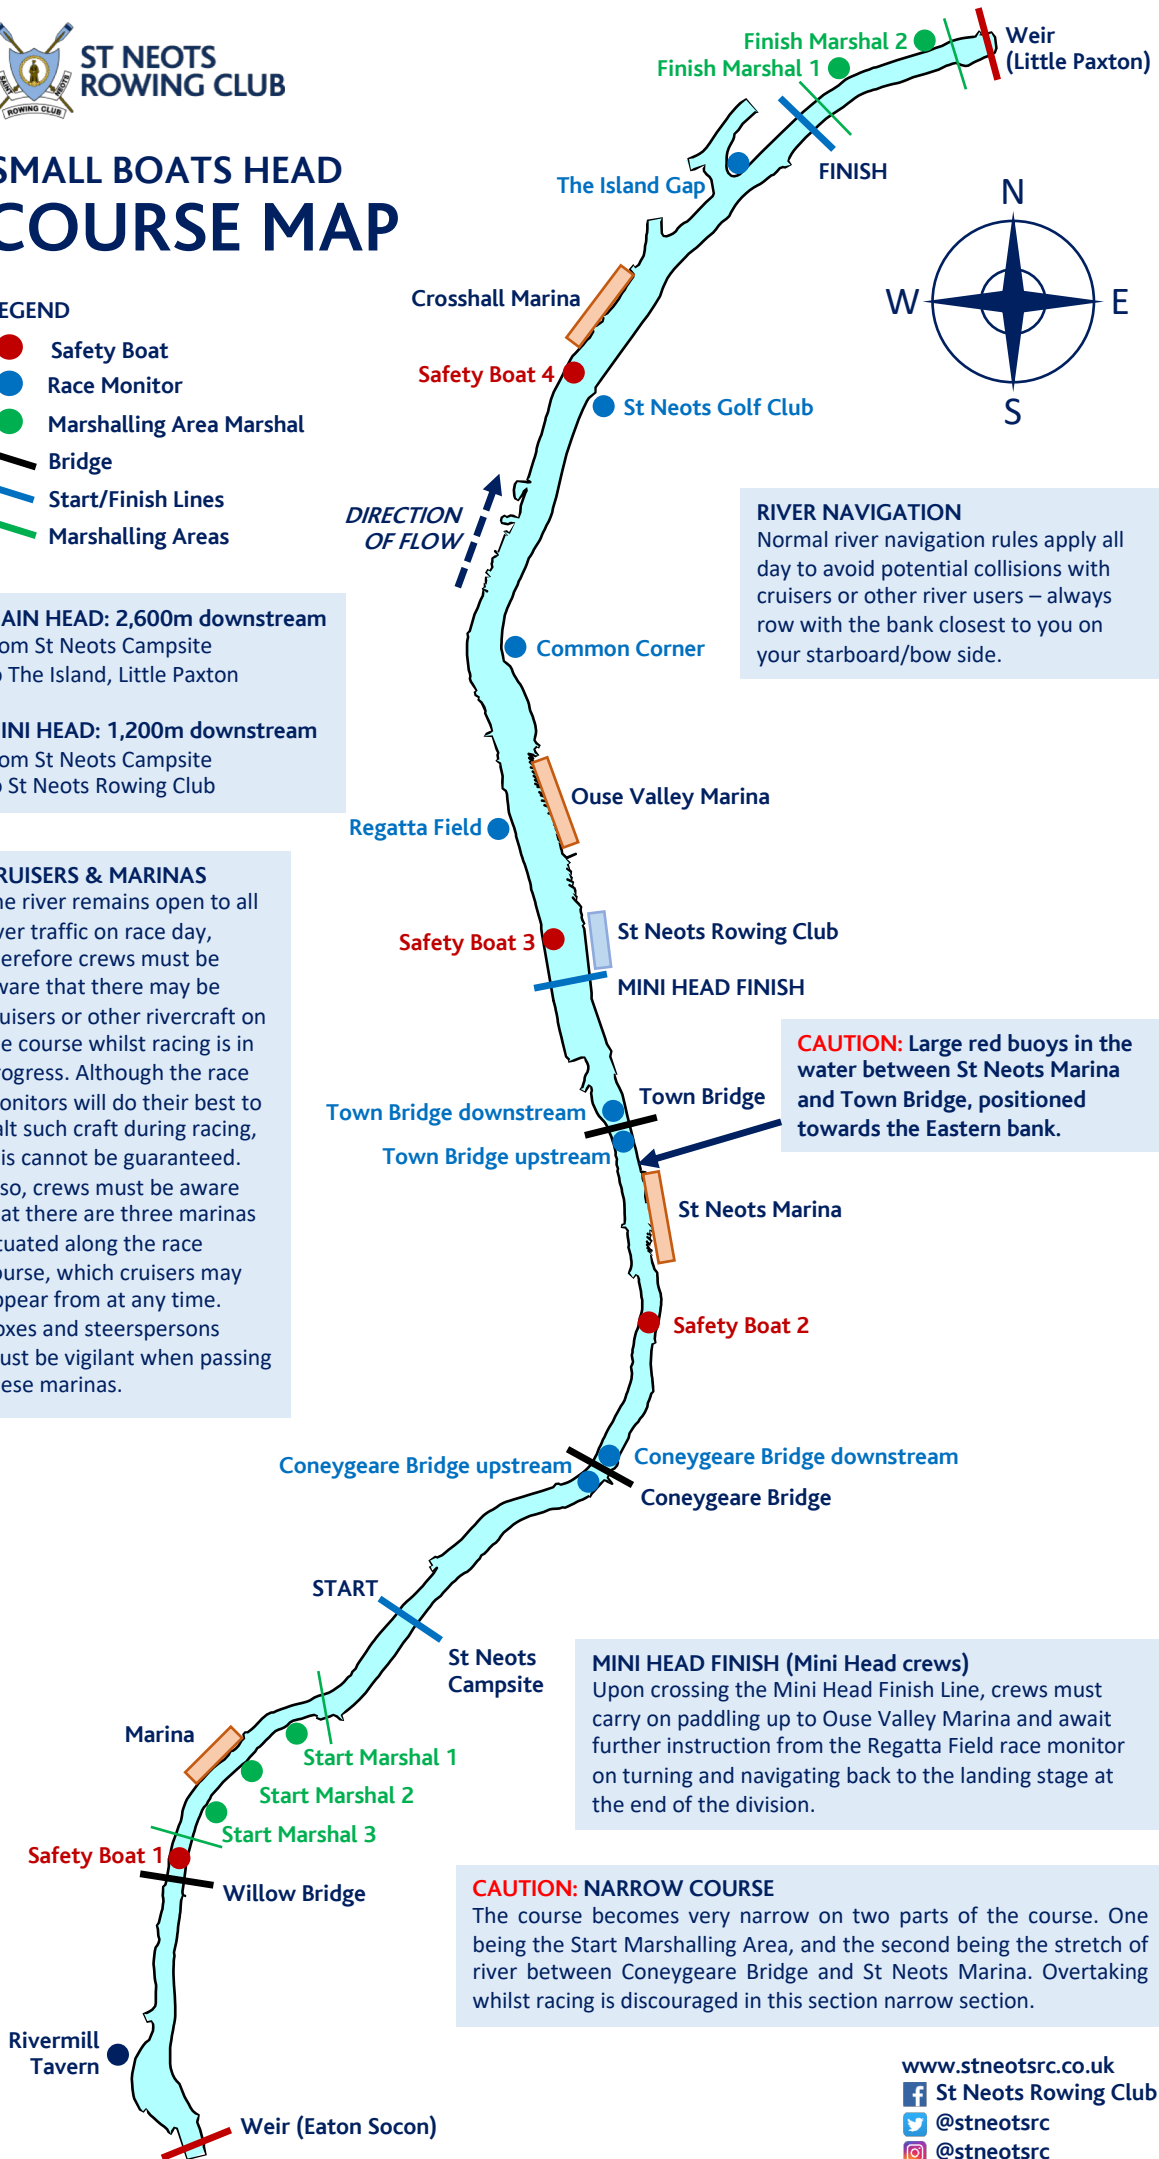 ST NEOTS
ROWING CLUB
SAINT NEOTS
ROWING CLUB
SMALL BOATS HEAD
COURSE MAP
EGEND
Safety Boat
Race Monitor
Marshalling Area Marshal
Bridge
Start/Finish Lines
Marshalling Areas
AIN HEAD: 2,600m downstream
om St Neots Campsite
The Island, Little Paxton
INI HEAD: 1,200m downstream
om St Neots Campsite
St Neots Rowing Club
RUISERS & MARINAS
he river remains open to all
ver traffic on race day,
erefore crews must be
ware that there may be
uisers or other rivercraft on
e course whilst racing is in
rogress. Although the race
onitors will do their best to
alt such craft during racing,
is cannot be guaranteed.
so, crews must be aware
at there are three marinas
tuated along the race
ourse, which cruisers may
ppear from at any time.
oxes and steerspersons
ust be vigilant when passing
ese marinas.
Finish Marshal 2
Finish Marshal 1
Weir
(Little Paxton)
FINISH
The Island Gap
N
W
E
S
Crosshall Marina
Safety Boat 4
St Neots Golf Club
DIRECTION
OF FLOW
RIVER NAVIGATION
Normal river navigation rules apply all
day to avoid potential collisions with
cruisers or other river users – always
row with the bank closest to you on
your starboard/bow side.
Common Corner
Ouse Valley Marina
Regatta Field
St Neots Rowing Club
Safety Boat 3
MINI HEAD FINISH
CAUTION: Large red buoys in the
water between St Neots Marina
and Town Bridge, positioned
towards the Eastern bank.
Town Bridge
Town Bridge downstream
Town Bridge upstream
St Neots Marina
Safety Boat 2
Coneygeare Bridge upstream
Coneygeare Bridge downstream
Coneygeare Bridge
START
St Neots
Campsite
MINI HEAD FINISH (Mini Head crews)
Upon crossing the Mini Head Finish Line, crews must
carry on paddling up to Ouse Valley Marina and await
further instruction from the Regatta Field race monitor
on turning and navigating back to the landing stage at
the end of the division.
Marina
Start Marshal 1
Start Marshal 2
Start Marshal 3
Safety Boat 1
Willow Bridge
CAUTION: NARROW COURSE
The course becomes very narrow on two parts of the course. One
being the Start Marshalling Area, and the second being the stretch of
river between Coneygeare Bridge and St Neots Marina. Overtaking
whilst racing is discouraged in this section narrow section.
Rivermill
Tavern
Weir (Eaton Socon)
www.stneotsrc.co.uk
St Neots Rowing Club
@stneotsrc
@stneotsrc